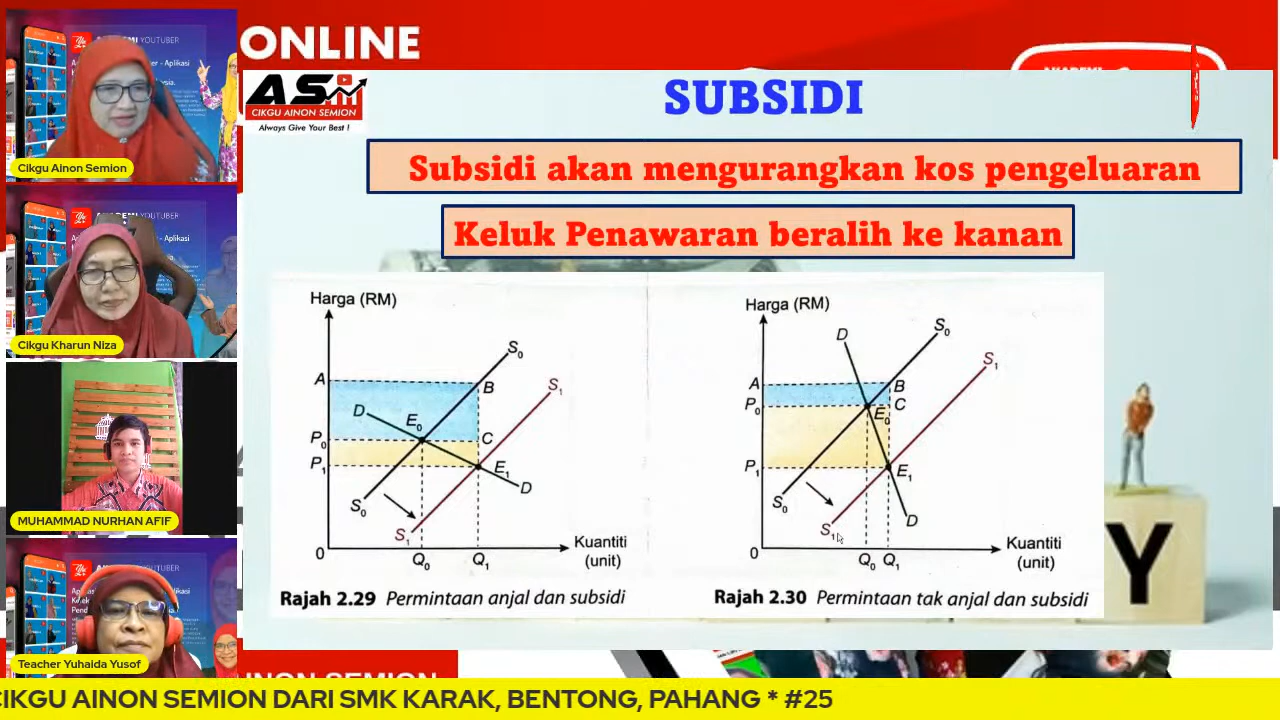 ONLINE
AS
CIKGU AINON SEMION
Always Give Your Best !
SUBSIDI
Subsidi akan mengurangkan kos pengeluaran
Keluk Penawaran beralih ke kanan
Harga (RM)
A
P0
P1
0
D
E0
S0
B
C
E1
D
S1
S0
S1
Q0
Q1
Kuantiti
(unit)
Rajah 2.29 Permintaan anjal dan subsidi
Harga (RM)
A
P0
P1
0
D
S0
S1
B
C
E0
E1
D
S0
S1
Q0
Q1
Kuantiti
(unit)
Rajah 2.30 Permintaan tak anjal dan subsidi
Y
Cikgu Ainon Semion
Cikgu Kharun Niza
MUHAMMAD NURHAN AFIF
Teacher Yuhaida Yusof
CIKGU AINON SEMION DARI SMK KARAK, BENTONG, PAHANG * #25